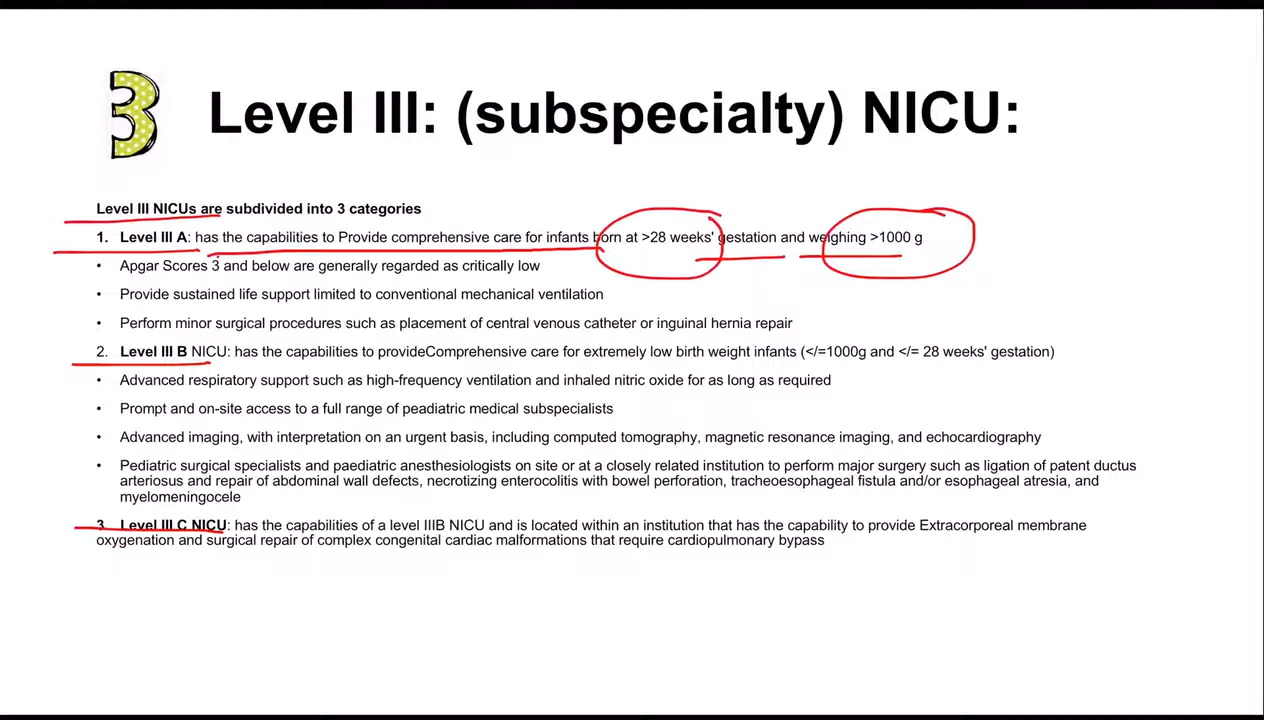 3
Level III: (subspecialty) NICU:
Level III NICUs are subdivided into 3 categories
1. Level III A: has the capabilities to Provide comprehensive care for infants born at >28 weeks' gestation and weighing >1000 g
• Apgar Scores 3 and below are generally regarded as critically low
• Provide sustained life support limited to conventional mechanical ventilation
• Perform minor surgical procedures such as placement of central venous catheter or inguinal hernia repair
2. Level III B NICU: has the capabilities to provideComprehensive care for extremely low birth weight infants (</=1000g and </= 28 weeks' gestation)
• Advanced respiratory support such as high-frequency ventilation and inhaled nitric oxide for as long as required
• Prompt and on-site access to a full range of peadiatric medical subspecialists
• Advanced imaging, with interpretation on an urgent basis, including computed tomography, magnetic resonance imaging, and echocardiography
• Pediatric surgical specialists and paediatric anesthesiologists on site or at a closely related institution to perform major surgery such as ligation of patent ductus
arteriosus and repair of abdominal wall defects, necrotizing enterocolitis with bowel perforation, tracheoesophageal fistula and/or esophageal atresia, and
myelomeningocele
3. Level III C NICU: has the capabilities of a level IIIB NICU and is located within an institution that has the capability to provide Extracorporeal membrane
oxygenation and surgical repair of complex congenital cardiac malformations that require cardiopulmonary bypass